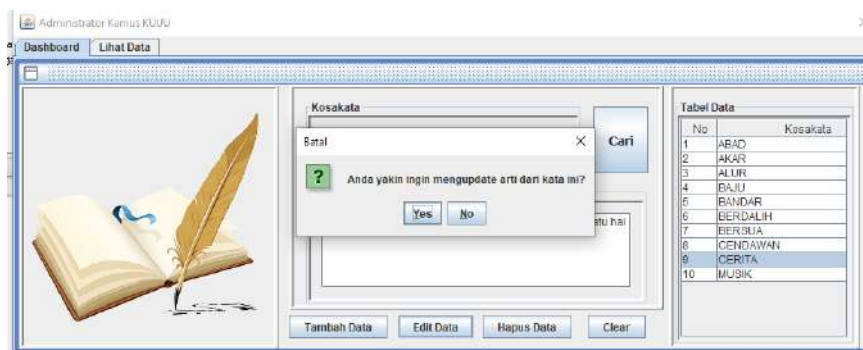 Administrator Kamus KUUU
Dashboard
Lihat Data
Kosakata
Cari
Batal
Anda yakin ingin mengupdate arti dari kata ini?
Yes
No
atu hal
Tambah Data
Edit Data
Hapus Data
Clear
Tabel Data
No Kosakata
1 ABAD
2 AKAR
3 ALUR
4 BAJU
5 BANDAR
6 BERDALIH
7 BERSUA
8 CENDAWAN
9 CERITA
10 MUSIK